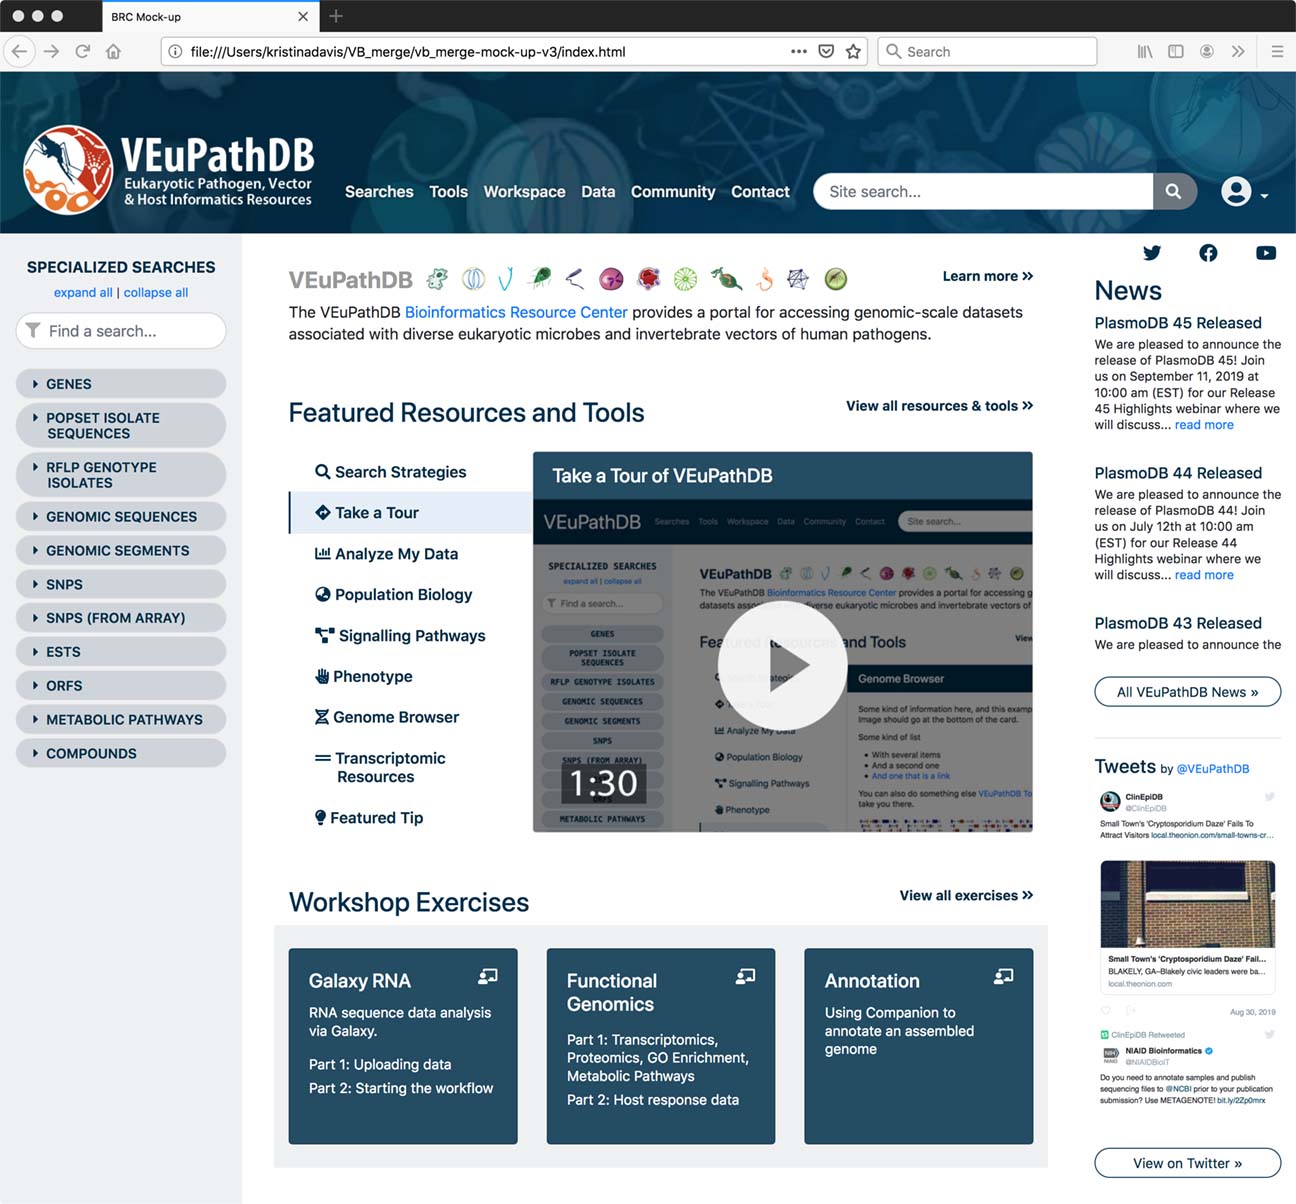 BRC Mock-up
file:///Users/kristinadavis/VB_merge/vb_merge-mock-up-v3/index.html
Search
VEuPathDB
Eukaryotic Pathogen, Vector
& Host Informatics Resources
Searches Tools Workspace Data Community Contact
Site search...
SPECIALIZED SEARCHES
expand all | collapse all
Find a search...
GENES
POPSET ISOLATE
SEQUENCES
RFLP GENOTYPE
ISOLATES
GENOMIC SEQUENCES
GENOMIC SEGMENTS
SNPS
SNPS (FROM ARRAY)
ESTS
ORFS
METABOLIC PATHWAYS
COMPOUNDS
VEuPathDB
Learn more »
The VEuPathDB Bioinformatics Resource Center provides a portal for accessing genomic-scale datasets
associated with diverse eukaryotic microbes and invertebrate vectors of human pathogens.
Featured Resources and Tools
View all resources & tools »
Search Strategies
Take a Tour
Analyze My Data
Population Biology
Signalling Pathways
Phenotype
Genome Browser
Transcriptomic
Resources
Featured Tip
Take a Tour of VEuPathDB
VEuPathDB Searches Tools Workspace Data Community Contact Site search...
SPECIALIZED SEARCHES
expand all | collapse all
Find a search...
GENES
POPSET ISOLATE
SEQUENCES
RFLP GENOTYPE ISOLATES
GENOMIC SEQUENCES
GENOMIC SEGMENTS
SNPS
SNPS (FROM ARRAY)
ORFS
METABOLIC PATHWAYS
1:30
VEuPathDB
The VEuPathDB Bioinformatics Resource Center provides a portal for accessing g
datasets diverse eukaryotic microbes and invertebrate vectors of h
and Tools
View
Genome Browser
Some kind of information here, and this examp
Image should go at the bottom of the card.
Some kind of list
With several items
And a second one
And one that is a link
You can also do something else VEuPathDB To
take you there.
Analyze My Data
Population Biology
Signalling Pathways
Phenotype
Workshop Exercises
View all exercises »
Galaxy RNA
RNA sequence data analysis
via Galaxy.
Part 1: Uploading data
Part 2: Starting the workflow
Functional
Genomics
Part 1: Transcriptomics,
Proteomics, GO Enrichment,
Metabolic Pathways
Part 2: Host response data
Annotation
Using Companion to
annotate an assembled
genome
News
PlasmoDB 45 Released
We are pleased to announce the
release of PlasmoDB 45! Join
us on September 11, 2019 at
10:00 am (EST) for our Release
45 Highlights webinar where we
will discuss... read more
PlasmoDB 44 Released
We are pleased to announce the
release of PlasmoDB 44! Join
us on July 12th at 10:00 am
(EST) for our Release 44
Highlights webinar where we
will discuss... read more
PlasmoDB 43 Released
We are pleased to announce the
All VEuPathDB News »
Tweets by @VEuPathDB
ClinEpiDB
@ClinEpiDB
Small Town's 'Cryptosporidium Daze' Fails To
Attract Visitors local.theonion.com/small-towns-cr...
Small Town's 'Cryptosporidium Daze' Fail...
BLAKELY, GA–Blakely civic leaders were ba...
local.theonion.com
Aug 30, 2019
ClinEpiDB Retweeted
NIH
NIAID
NIAID Bioinformatics
@NIAIDBioIT
Do you need to annotate samples and publish
sequencing files to @NCBI prior to your publication
submission? Use METAGENOTE! bit.ly/2Zp0mrx
View on Twitter »